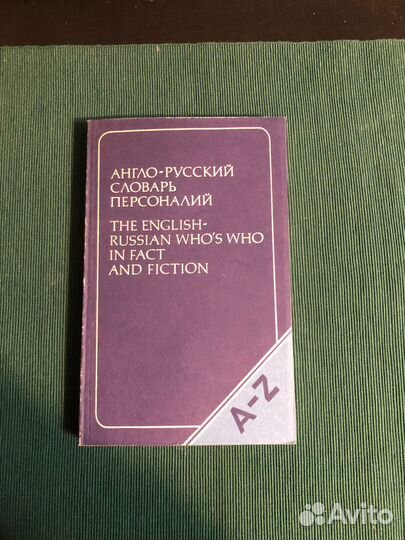 АНГЛО-РУССКИЙ
СЛОВАРЬ
ПЕРСОНАЛИЙ
THE ENGLISH-
RUSSIAN WHO'S WHO
IN FACT
AND FICTION
A-Z
Avito